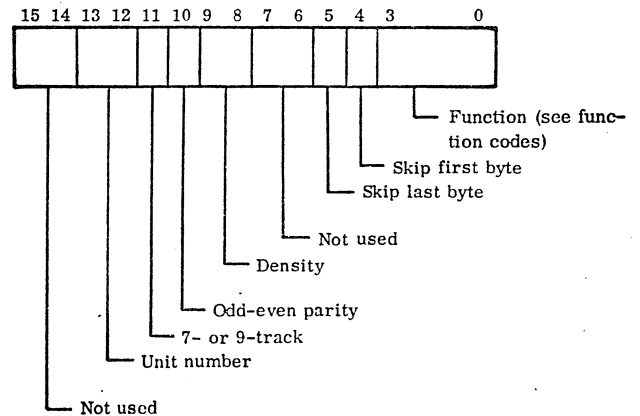 15 14 13 12 11 10 9 8 7 6 5 4 3 0
Function (see func-
tion codes)
Skip first byte
Skip last byte
Not used
Density
Odd-even parity
7- or 9-track
Unit number
Not used